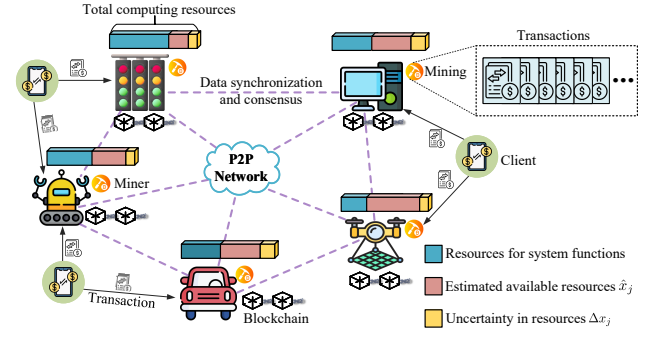 Total computing resources
Transactions
Mining
Data synchronization
and consensus
P2P
Network
Client
Miner
Resources for system functions
Estimated available resources x̂ⱼ
Transaction
Blockchain
Uncertainty in resources Δxⱼ